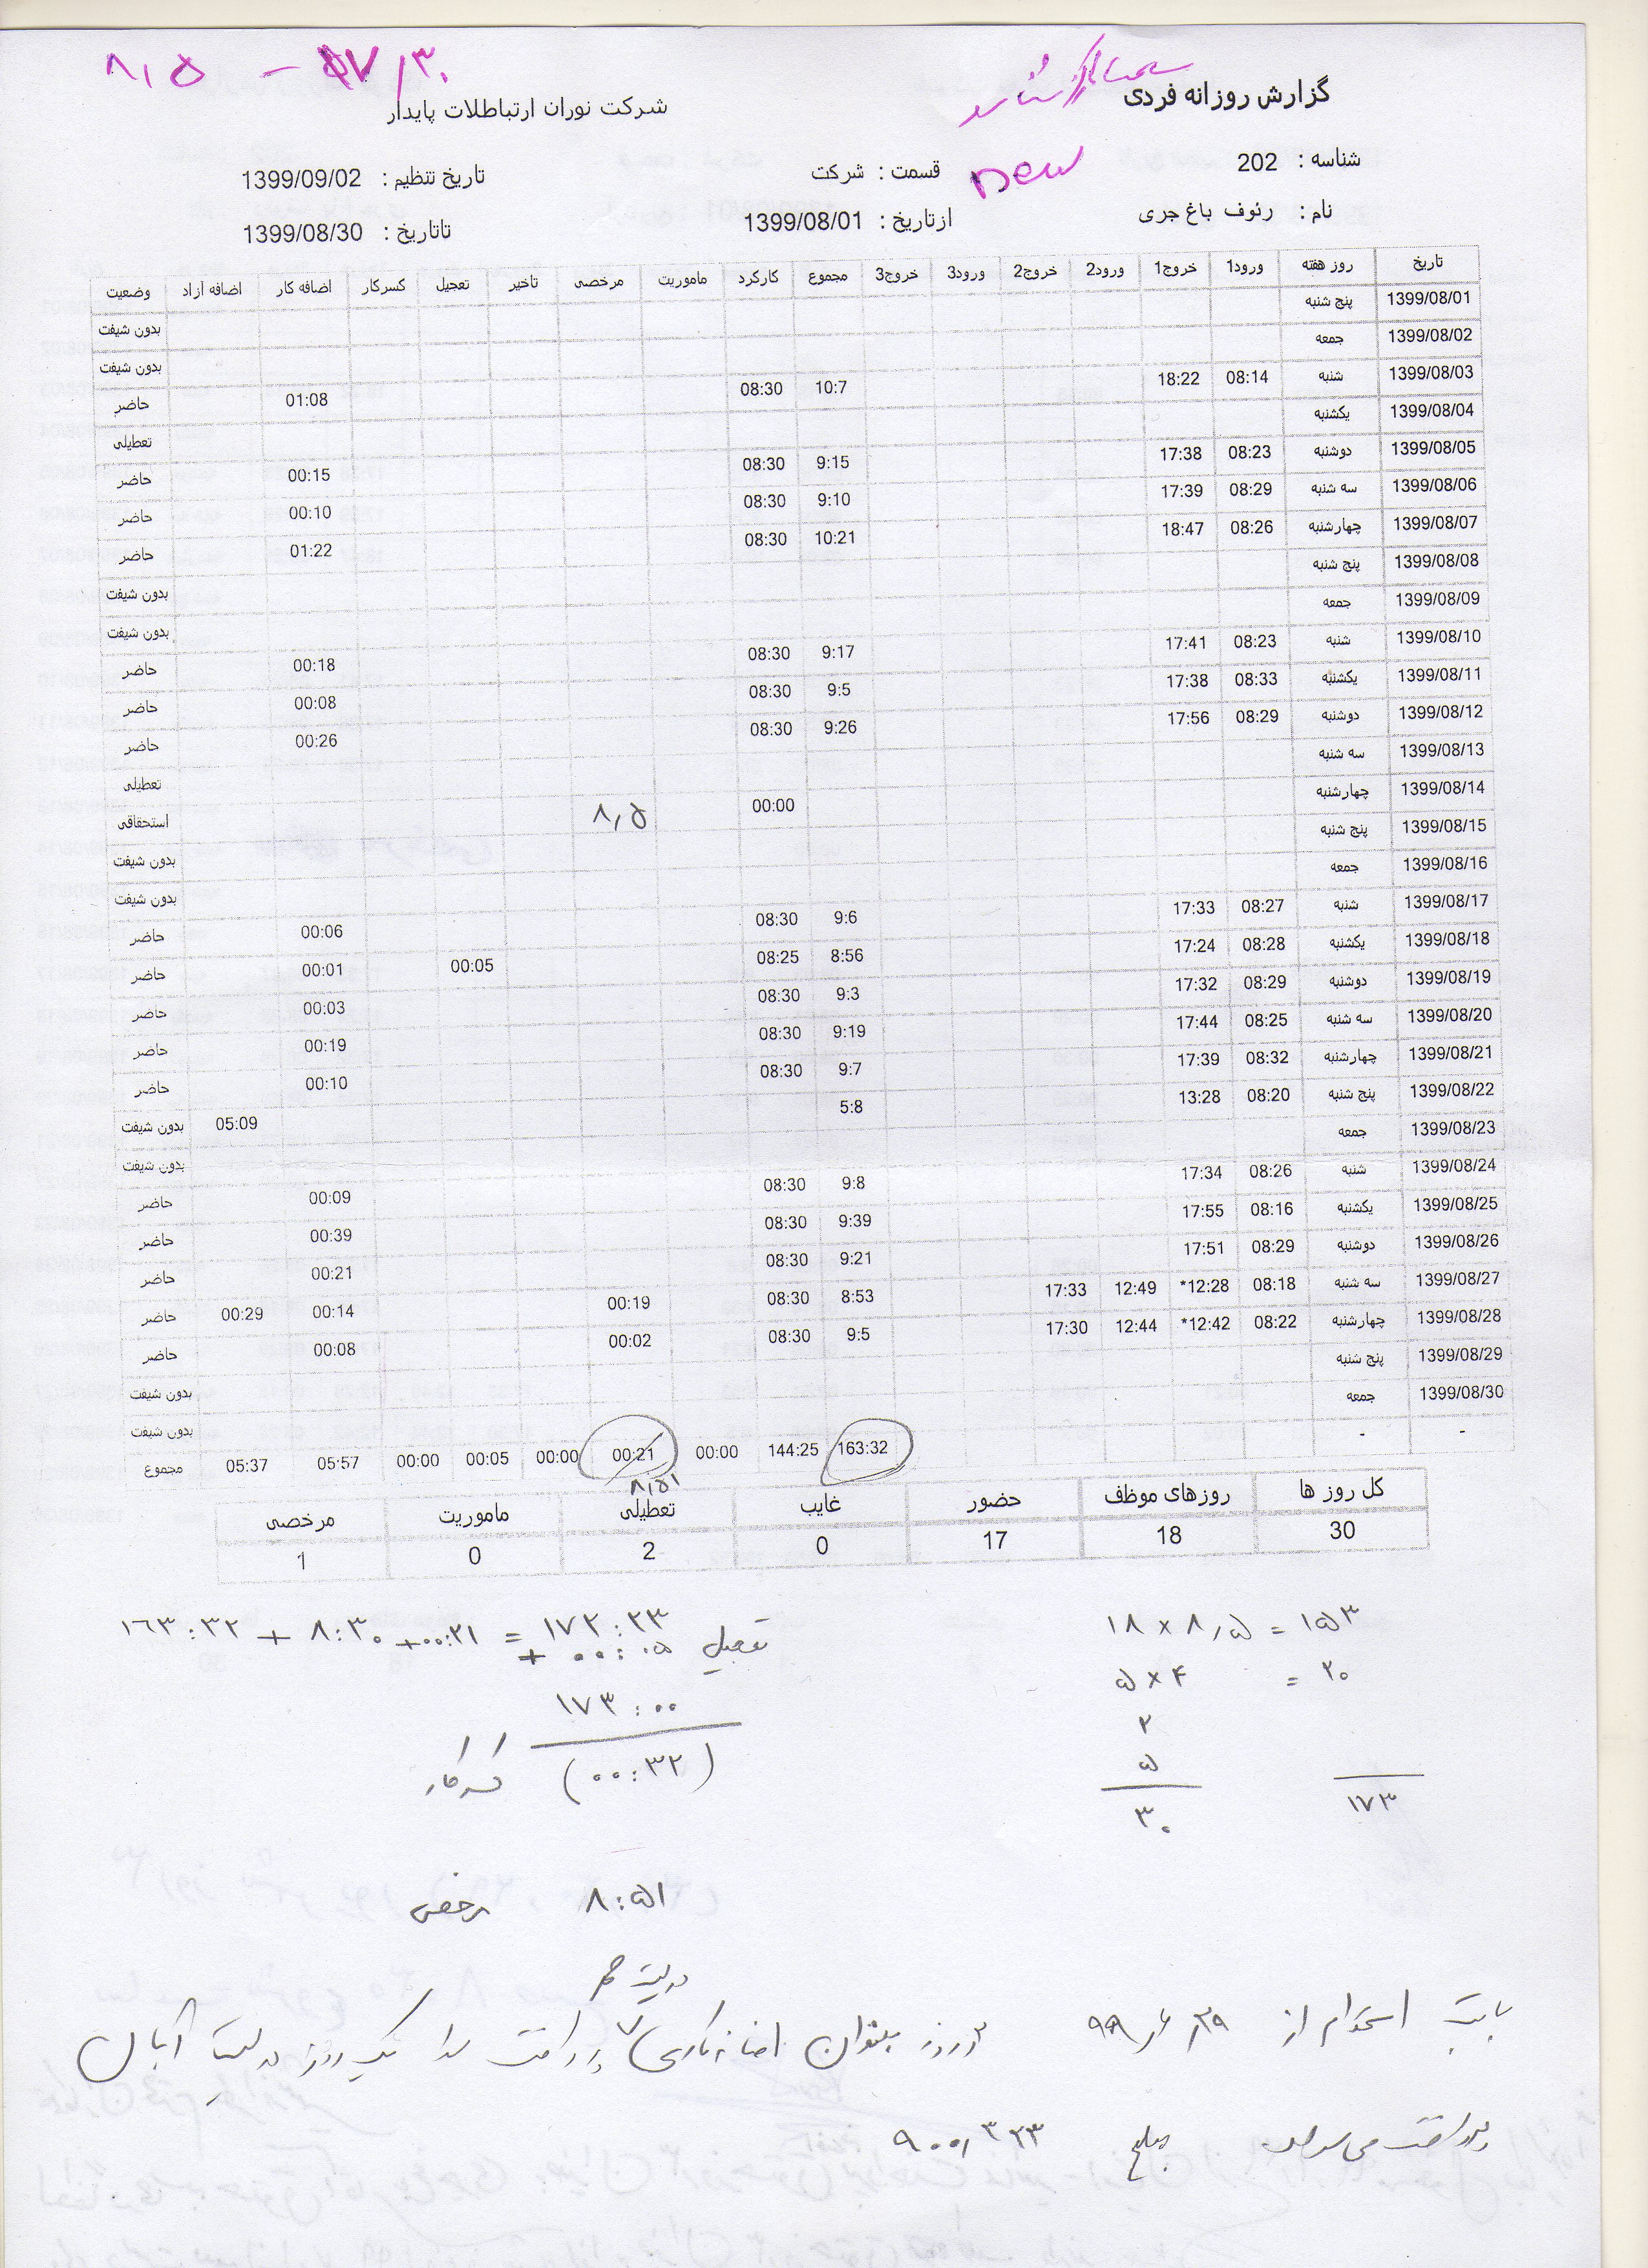 ۸٫۵ - ۷/۳۰
گزارش روزانه فردی
شرکت نوران ارتباطلات پایدار
new
شناسه : 202
قسمت : شرکت
تاریخ تنظیم : 1399/09/02
نام : رئوف باغ جری
ازتاریخ : 1399/08/01
تاتاریخ : 1399/08/30
تاریخ روز هفته ورود1 خروج1 ورود2 خروج2 ورود3 خروج3 مجموع کارکرد ماموریت مرخصی تاخیر تعجیل کسرکار اضافه کار اضافه آزاد وضعیت
1399/08/01 پنج شنبه بدون شیفت
1399/08/02 جمعه بدون شیفت
1399/08/03 شنبه 08:14 18:22 10:7 08:30 01:08 حاضر
1399/08/04 یکشنبه تعطیلی
1399/08/05 دوشنبه 08:23 17:38 9:15 08:30 00:15 حاضر
1399/08/06 سه شنبه 08:29 17:39 9:10 08:30 00:10 حاضر
1399/08/07 چهارشنبه 08:26 18:47 10:21 08:30 01:22 حاضر
1399/08/08 پنج شنبه بدون شیفت
1399/08/09 جمعه بدون شیفت
1399/08/10 شنبه 08:23 17:41 9:17 08:30 00:18 حاضر
1399/08/11 یکشنبه 08:33 17:38 9:5 08:30 00:08 حاضر
1399/08/12 دوشنبه 08:29 17:56 9:26 08:30 00:26 حاضر
1399/08/13 سه شنبه تعطیلی
1399/08/14 چهارشنبه 00:00 ۸٫۵ استحقاقی
1399/08/15 پنج شنبه بدون شیفت
1399/08/16 جمعه بدون شیفت
1399/08/17 شنبه 08:27 17:33 9:6 08:30 00:06 حاضر
1399/08/18 یکشنبه 08:28 17:24 8:56 08:25 00:05 00:01 حاضر
1399/08/19 دوشنبه 08:29 17:32 9:3 08:30 00:03 حاضر
1399/08/20 سه شنبه 08:25 17:44 9:19 08:30 00:19 حاضر
1399/08/21 چهارشنبه 08:32 17:39 9:7 08:30 00:10 حاضر
1399/08/22 پنج شنبه 08:20 13:28 5:8 05:09 بدون شیفت
1399/08/23 جمعه بدون شیفت
1399/08/24 شنبه 08:26 17:34 9:8 08:30 00:09 حاضر
1399/08/25 یکشنبه 08:16 17:55 9:39 08:30 00:39 حاضر
1399/08/26 دوشنبه 08:29 17:51 9:21 08:30 00:21 حاضر
1399/08/27 سه شنبه 08:18 *12:28 12:49 17:33 8:53 08:30 00:19 00:14 00:29 حاضر
1399/08/28 چهارشنبه 08:22 *12:42 12:44 17:30 9:5 08:30 00:02 00:08 حاضر
1399/08/29 پنج شنبه بدون شیفت
1399/08/30 جمعه بدون شیفت
- - 163:32 144:25 00:00 00:21 00:00 00:05 00:00 05:57 05:37 مجموع
۸٫۵۱
کل روز ها روزهای موظف حضور غایب تعطیلی ماموریت مرخصی
30 18 17 0 2 0 1
۱۶۳:۳۲ + ۸:۳۰ + ۰۰:۲۱ = ۱۷۲:۲۳
+ ۰۰:۰۵ تعجیل
۱۷۳:۰۰
(۰۰:۳۲) کسر کار
۱۸ × ۸٫۵ = ۱۵۳
۵ × ۴ = ۲۰
۲
۵
۳۰ ۱۷۳
۸:۵۱ مرخصی
بابت استخدام از ۹۹٫۶٫۲۹ ۲ روز بعنوان اضافه کاری پرداخت شد یک روز آبان
پرداخت می مبلغ ۹۰۰٫۳۳۳